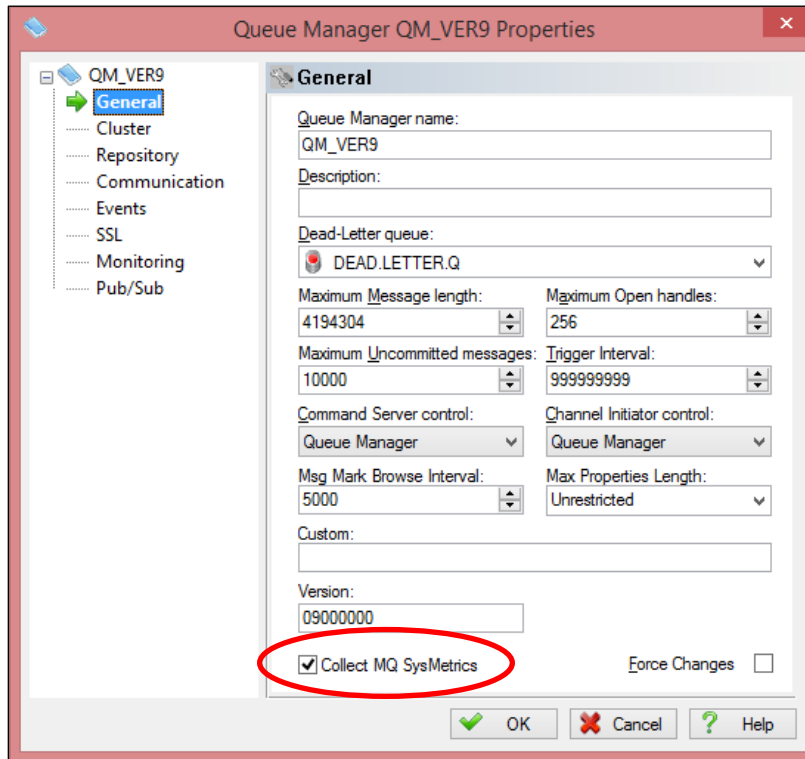 Queue Manager QM_VER9 Properties
QM_VER9
General
Cluster
Repository
Communication
Events
SSL
Monitoring
Pub/Sub
General
Queue Manager name:
QM_VER9
Description:
Dead-Letter queue:
DEAD.LETTER.Q
Maximum Message length: Maximum Open handles:
4194304 256
Maximum Uncommitted messages: Trigger Interval:
10000 999999999
Command Server control: Channel Initiator control:
Queue Manager Queue Manager
Msg Mark Browse Interval: Max Properties Length:
5000 Unrestricted
Custom:
Version:
09000000
Collect MQ SysMetrics Force Changes
OK Cancel Help